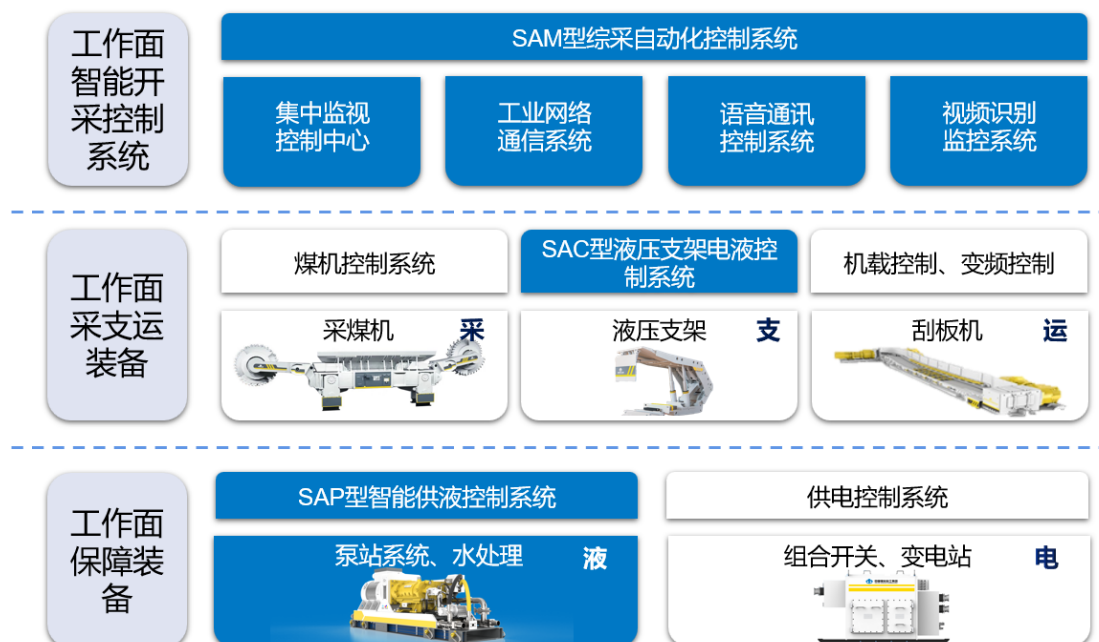 工作面
智能开
采控制
系统
SAM型综采自动化控制系统
集中监视
控制中心
工业网络
通信系统
语音通讯
控制系统
视频识别
监控系统
工作面
采支运
装备
煤机控制系统
SAC型液压支架电液控
制系统
机载控制、变频控制
采煤机
采
液压支架
支
刮板机
运
工作面
保障装
备
SAP型智能供液控制系统
供电控制系统
泵站系统、水处理
液
组合开关、变电站
电